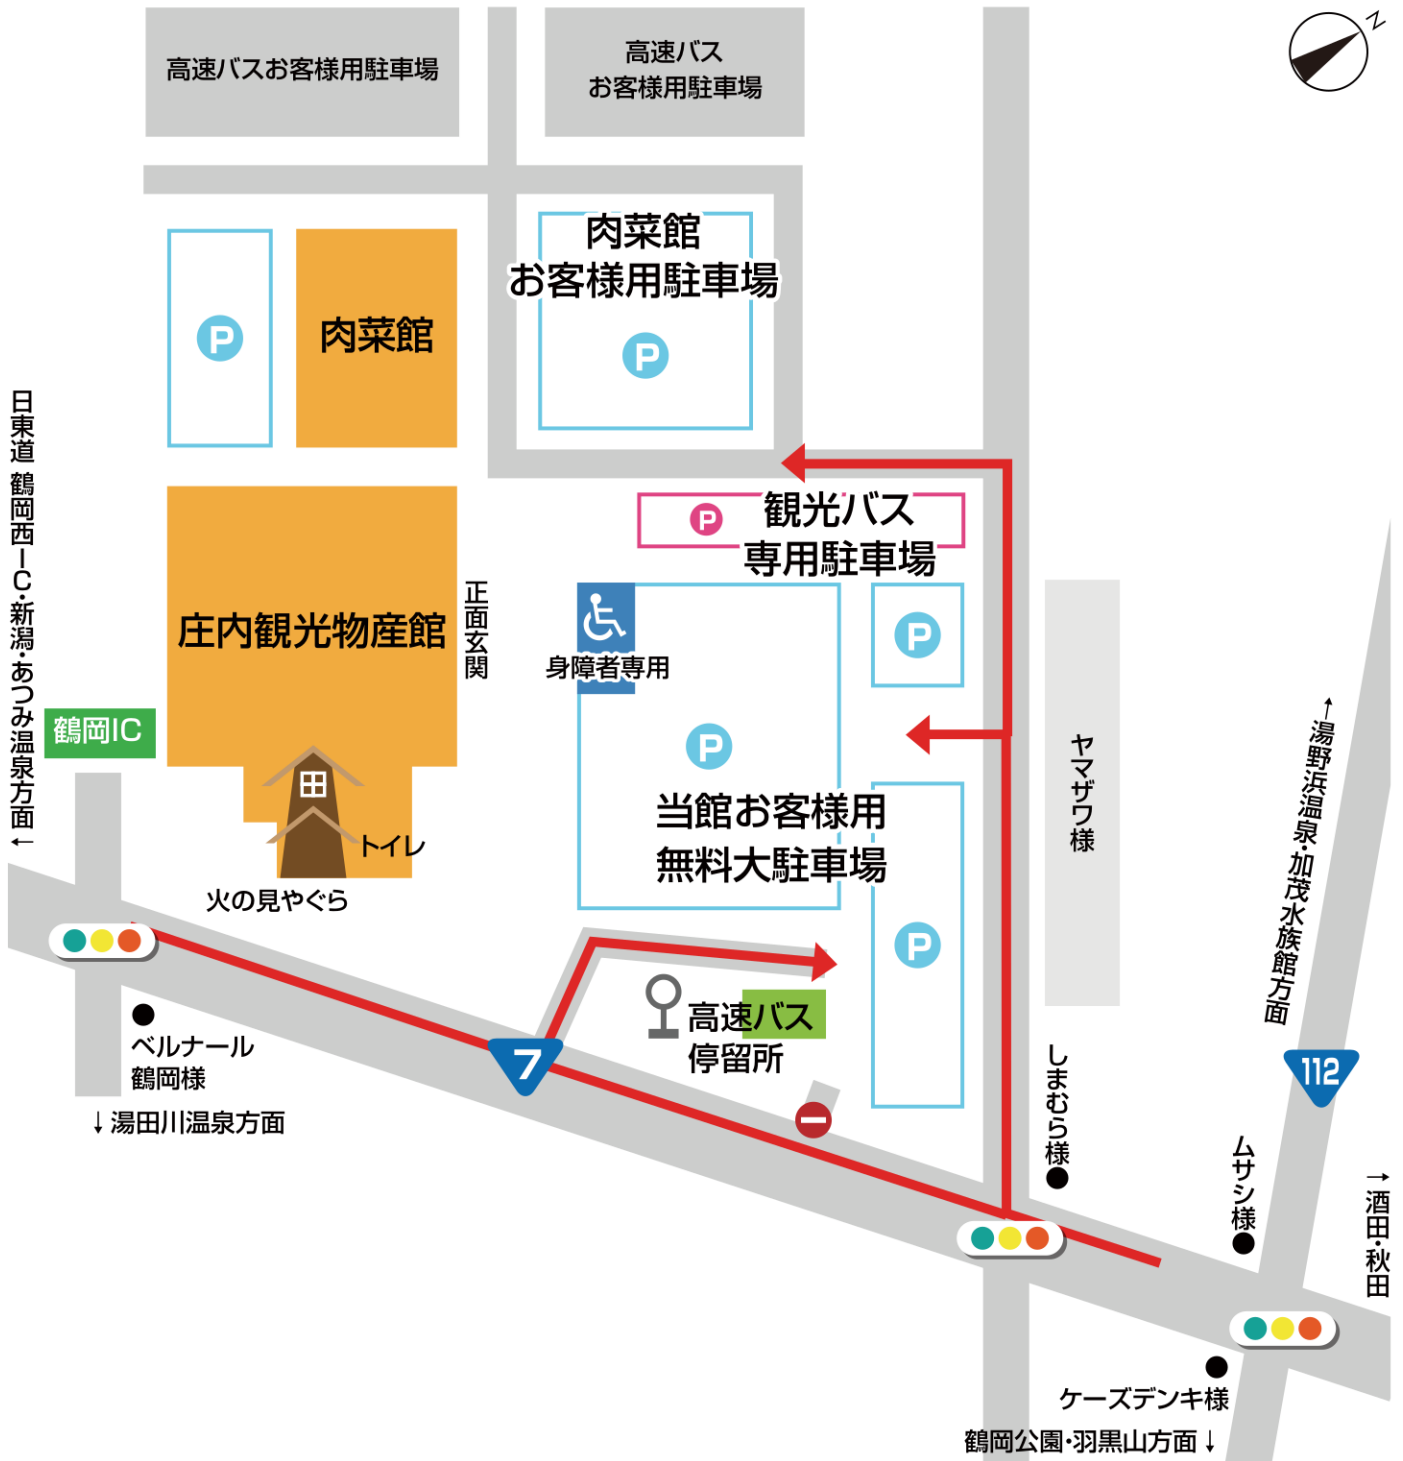 高速バスお客様用駐車場
高速バス
お客様用駐車場
N
肉菜館
お客様用駐車場
P
肉菜館
P
日東道 鶴岡西IC・新潟・あつみ温泉方面 ←
P
観光バス
専用駐車場
庄内観光物産館
正面玄関
身障者専用
P
P
鶴岡IC
ヤマザワ様
←湯野浜温泉・加茂水族館方面
当館お客様用
無料大駐車場
トイレ
火の見やぐら
P
高速バス
停留所
ベルナール
鶴岡様
↓湯田川温泉方面
7
しまむら様
112
ムサシ様
→酒田・秋田
ケーズデンキ様
鶴岡公園・羽黒山方面↓